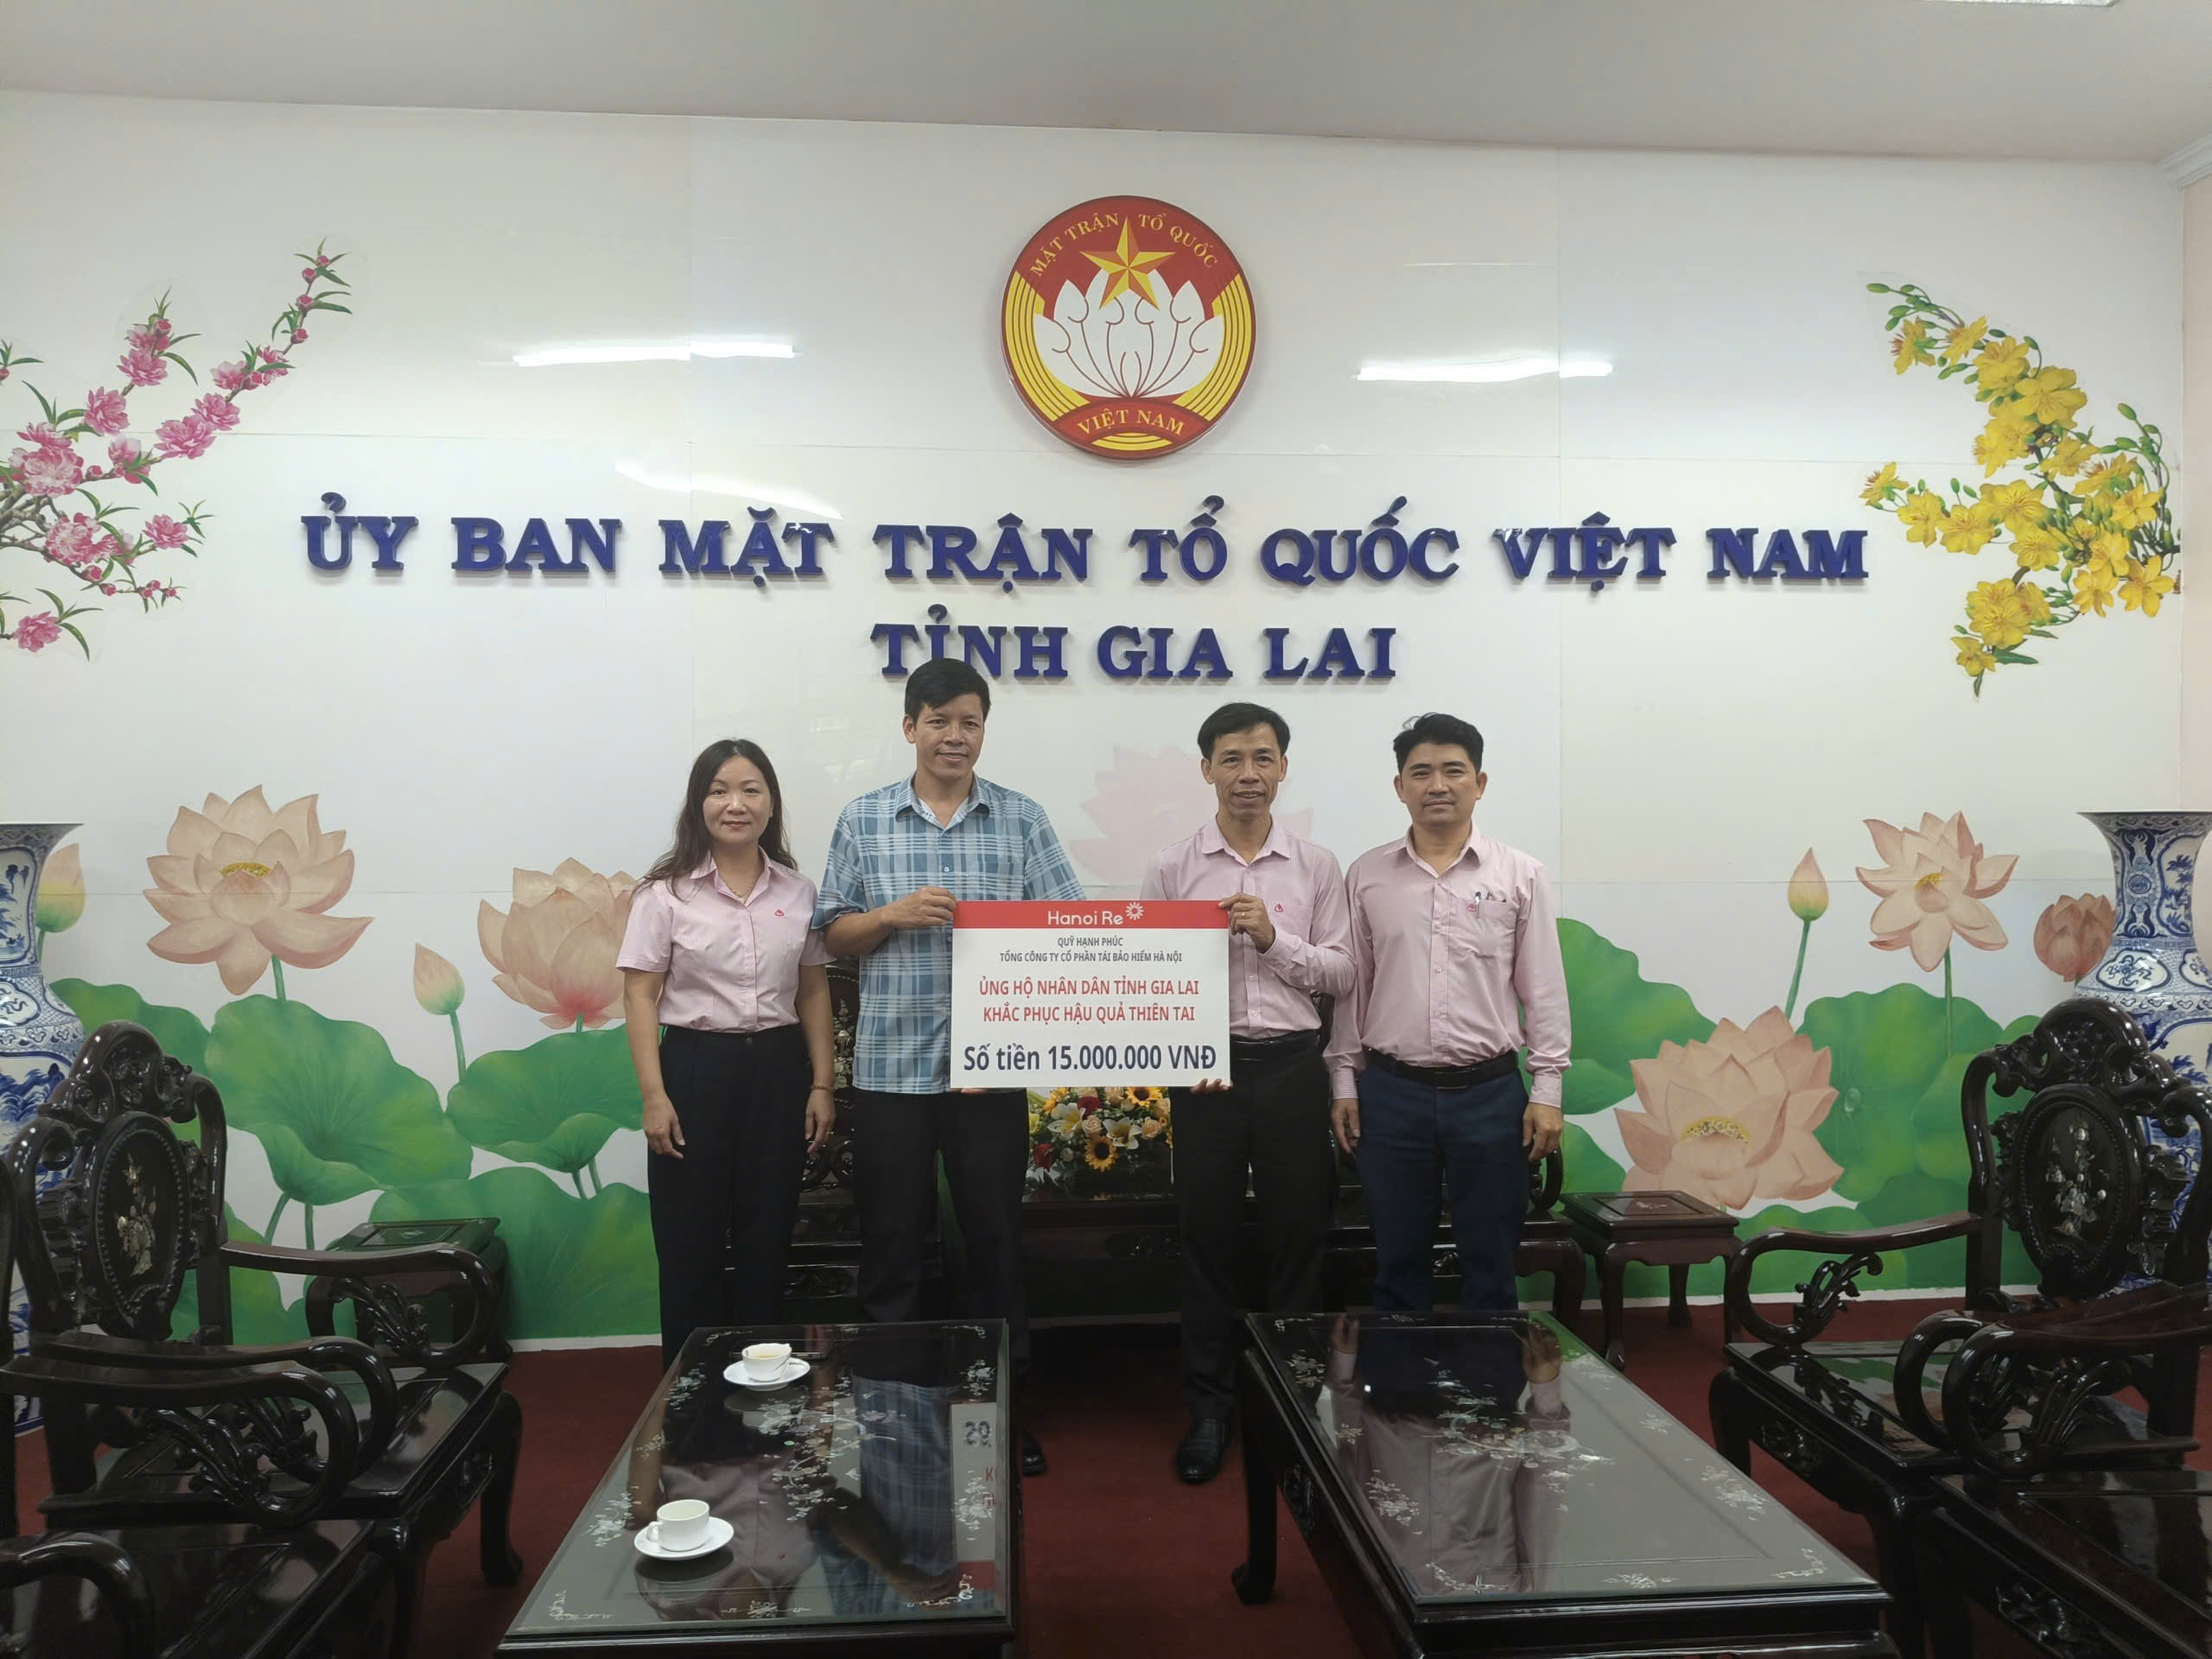 MẶT TRẬN TỔ QUỐC
VIỆT NAM
ỦY BAN MẶT TRẬN TỔ QUỐC VIỆT NAM
TỈNH GIA LAI
Hanoi Re
QUỸ HẠNH PHÚC
TỔNG CÔNG TY CỔ PHẦN TÁI BẢO HIỂM HÀ NỘI
ỦNG HỘ NHÂN DÂN TỈNH GIA LAI
KHẮC PHỤC HẬU QUẢ THIÊN TAI
Số tiền 15.000.000 VNĐ